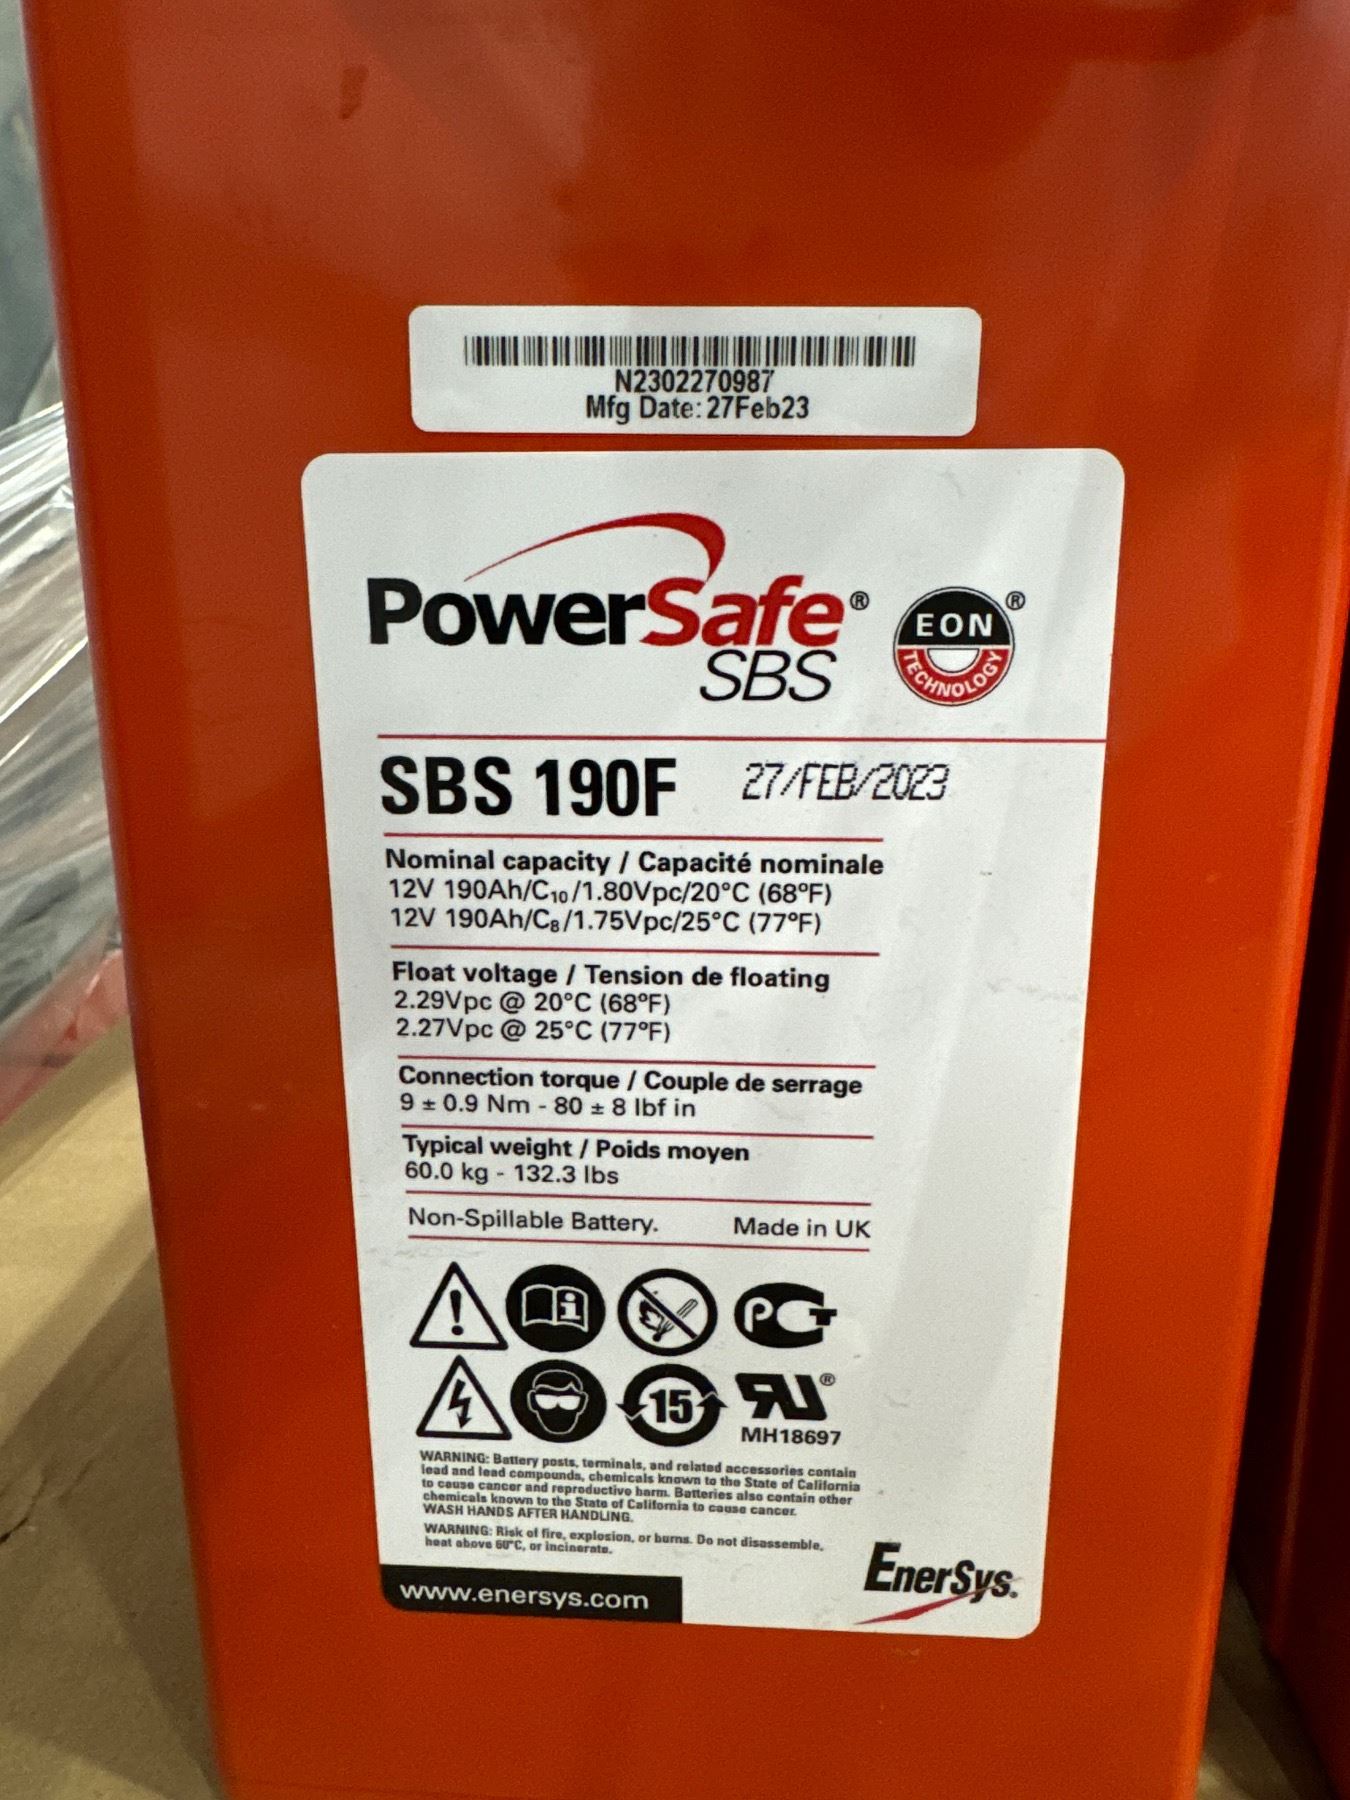 N2302270987
Mfg Date: 27Feb23
PowerSafe®
SBS
EON ®
TECHNOLOGY
SBS 190F 27/FEB/2023
Nominal capacity / Capacité nominale
12V 190Ah/C₁₀/1.80Vpc/20°C (68ºF)
12V 190Ah/C₈/1.75Vpc/25°C (77ºF)
Float voltage / Tension de floating
2.29Vpc @ 20°C (68ºF)
2.27Vpc @ 25°C (77ºF)
Connection torque / Couple de serrage
9 ± 0.9 Nm - 80 ± 8 lbf in
Typical weight / Poids moyen
60.0 kg - 132.3 lbs
Non-Spillable Battery. Made in UK
PCT
15 RU®
MH18697
WARNING: Battery posts, terminals, and related accessories contain
lead and lead compounds, chemicals known to the State of California
to cause cancer and reproductive harm. Batteries also contain other
chemicals known to the State of California to cause cancer.
WASH HANDS AFTER HANDLING.
WARNING: Risk of fire, explosion, or burns. Do not disassemble,
heat above 60°C, or incinerate.
www.enersys.com
EnerSys.